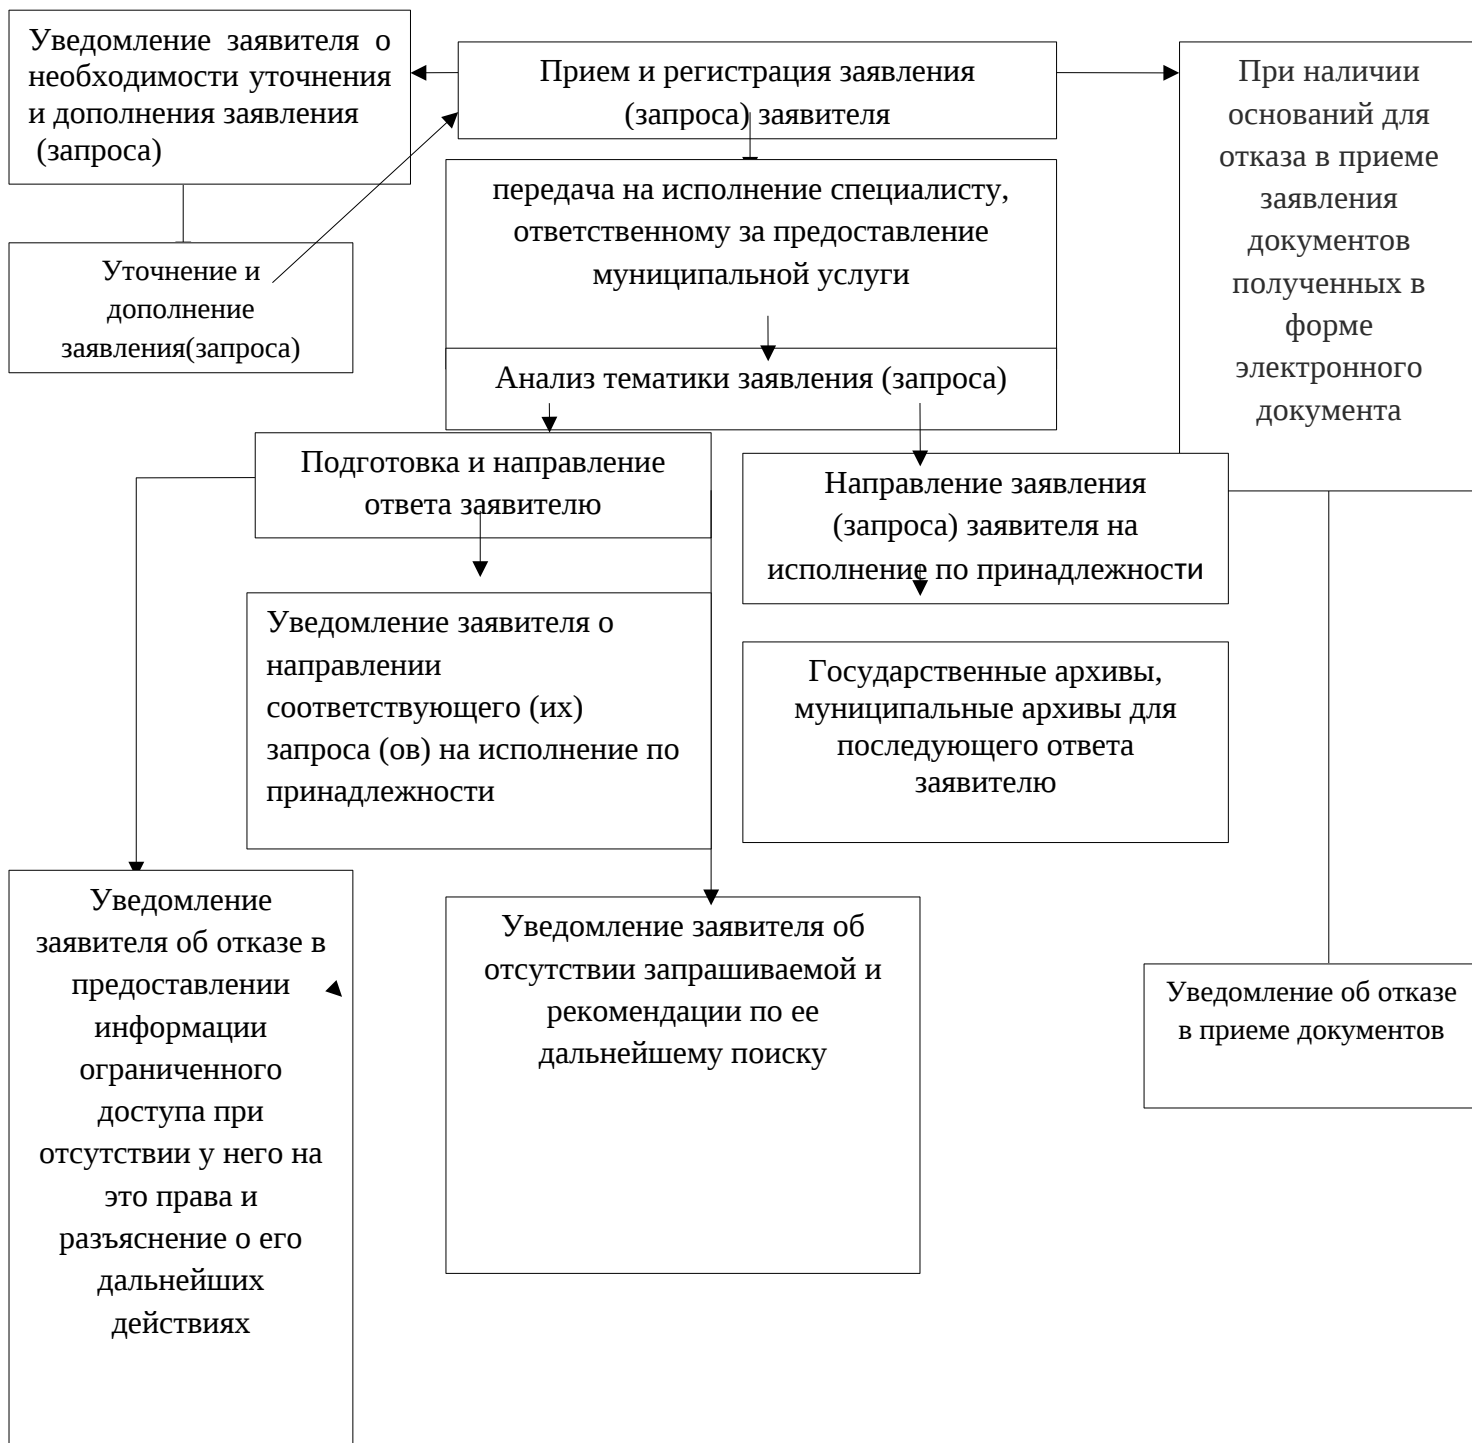 Уведомление заявителя о
необходимости уточнения
и дополнения заявления
(запроса)
Прием и регистрация заявления
(запроса) заявителя
При наличии
оснований для
отказа в приеме
заявления
документов
полученных в
форме
электронного
документа
передача на исполнение специалисту,
ответственному за предоставление
муниципальной услуги
Уточнение и
дополнение
заявления(запроса)
Анализ тематики заявления (запроса)
Подготовка и направление
ответа заявителю
Направление заявления
(запроса) заявителя на
исполнение по принадлежности
Уведомление заявителя о
направлении
соответствующего (их)
запроса (ов) на исполнение по
принадлежности
Государственные архивы,
муниципальные архивы для
последующего ответа
заявителю
Уведомление
заявителя об отказе в
предоставлении
информации
ограниченного
доступа при
отсутствии у него на
это права и
разъяснение о его
дальнейших
действиях
Уведомление заявителя об
отсутствии запрашиваемой и
рекомендации по ее
дальнейшему поиску
Уведомление об отказе
в приеме документов